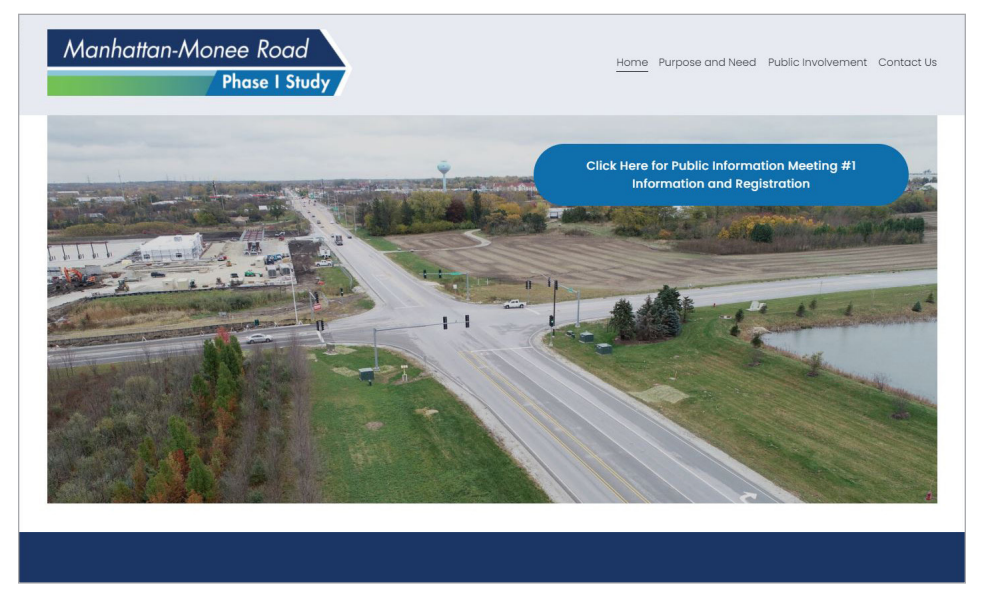 Manhattan-Monee Road
Phase I Study
Home Purpose and Need Public Involvement Contact Us
Click Here for Public Information Meeting #1
Information and Registration